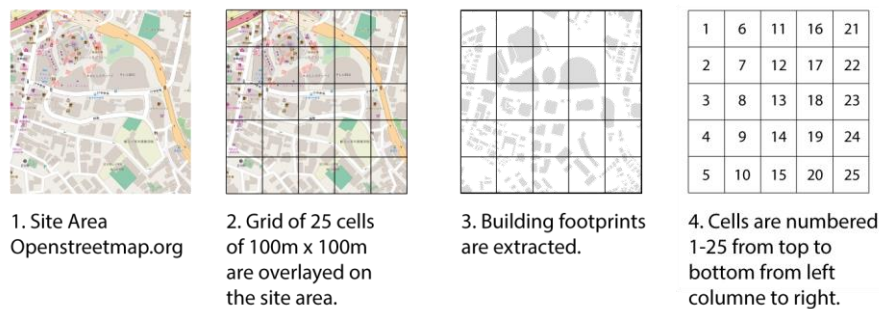 1 6 11 16 21
2 7 12 17 22
3 8 13 18 23
4 9 14 19 24
5 10 15 20 25
1. Site Area
Openstreetmap.org
2. Grid of 25 cells
of 100m x 100m
are overlayed on
the site area.
3. Building footprints
are extracted.
4. Cells are numbered
1-25 from top to
bottom from left
columne to right.